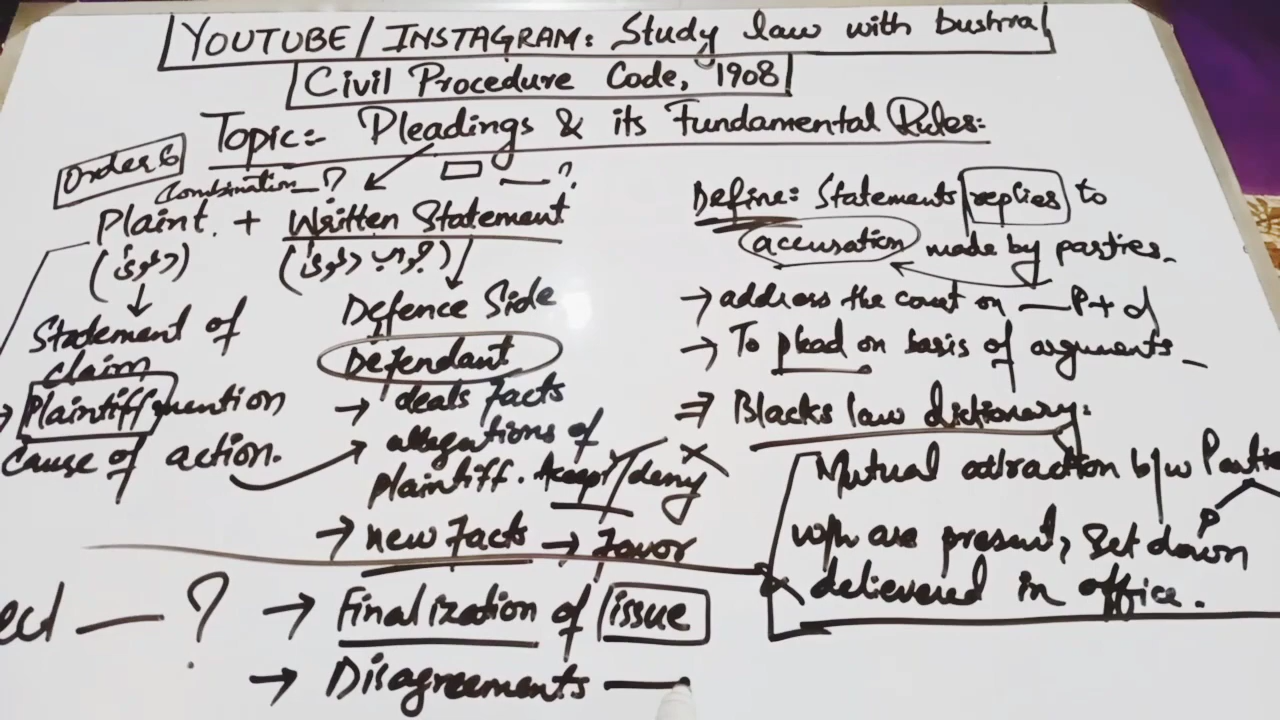 YOUTUBE/INSTAGRAM: Study law with bushra
Civil Procedure Code, 1908
Topic:- Pleadings & its Fundamental Rules:-
Order 6
Combination ?
?
Plaint. + Written Statement
(دعویٰ) (جواب دعویٰ)
Statement of
claim
Plaintiff mention
cause of action.
Defence Side
Defendant
→ deals facts
→ allegations of
plaintiff. Accept/deny
→ new facts → favor
Define: Statements replies to
accusation made by parties.
→ address the court on P + d
→ To plead on basis of arguments
⇒ Blacks law dictionary:
Mutual attraction b/w Partie
P
wh are present, set down
delievered in office.
ect ?
→ Finalization of issue
→ Disagreements